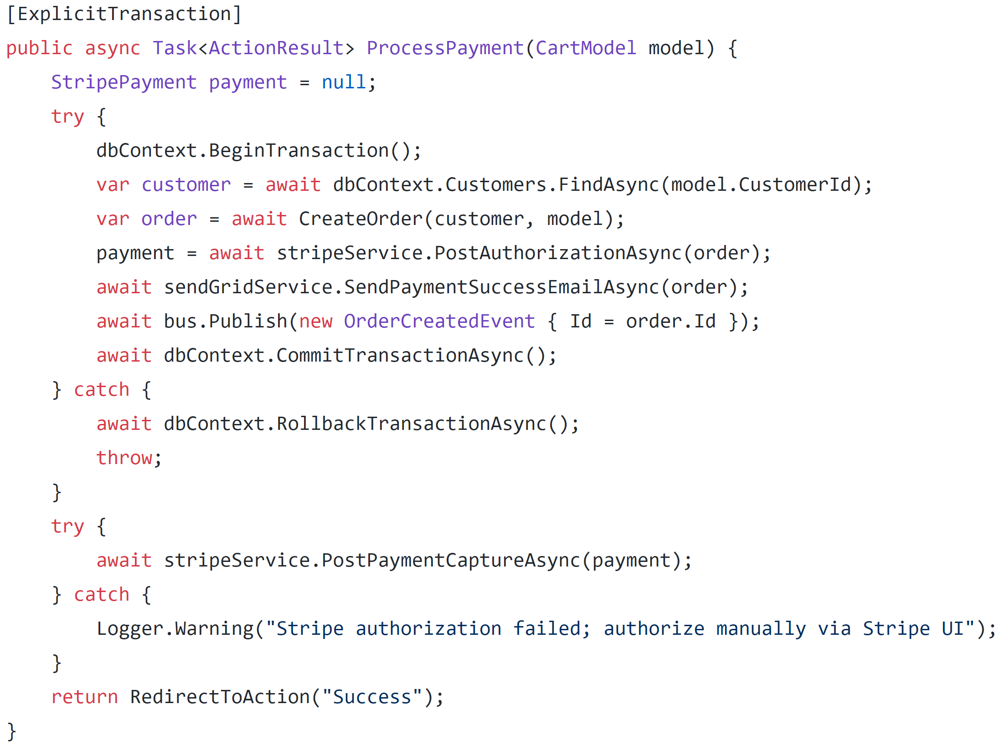 [ExplicitTransaction]
public async Task<ActionResult> ProcessPayment(CartModel model) {
    StripePayment payment = null;
    try {
        dbContext.BeginTransaction();
        var customer = await dbContext.Customers.FindAsync(model.CustomerId);
        var order = await CreateOrder(customer, model);
        payment = await stripeService.PostAuthorizationAsync(order);
        await sendGridService.SendPaymentSuccessEmailAsync(order);
        await bus.Publish(new OrderCreatedEvent { Id = order.Id });
        await dbContext.CommitTransactionAsync();
    } catch {
        await dbContext.RollbackTransactionAsync();
        throw;
    }
    try {
        await stripeService.PostPaymentCaptureAsync(payment);
    } catch {
        Logger.Warning("Stripe authorization failed; authorize manually via Stripe UI");
    }
    return RedirectToAction("Success");
}